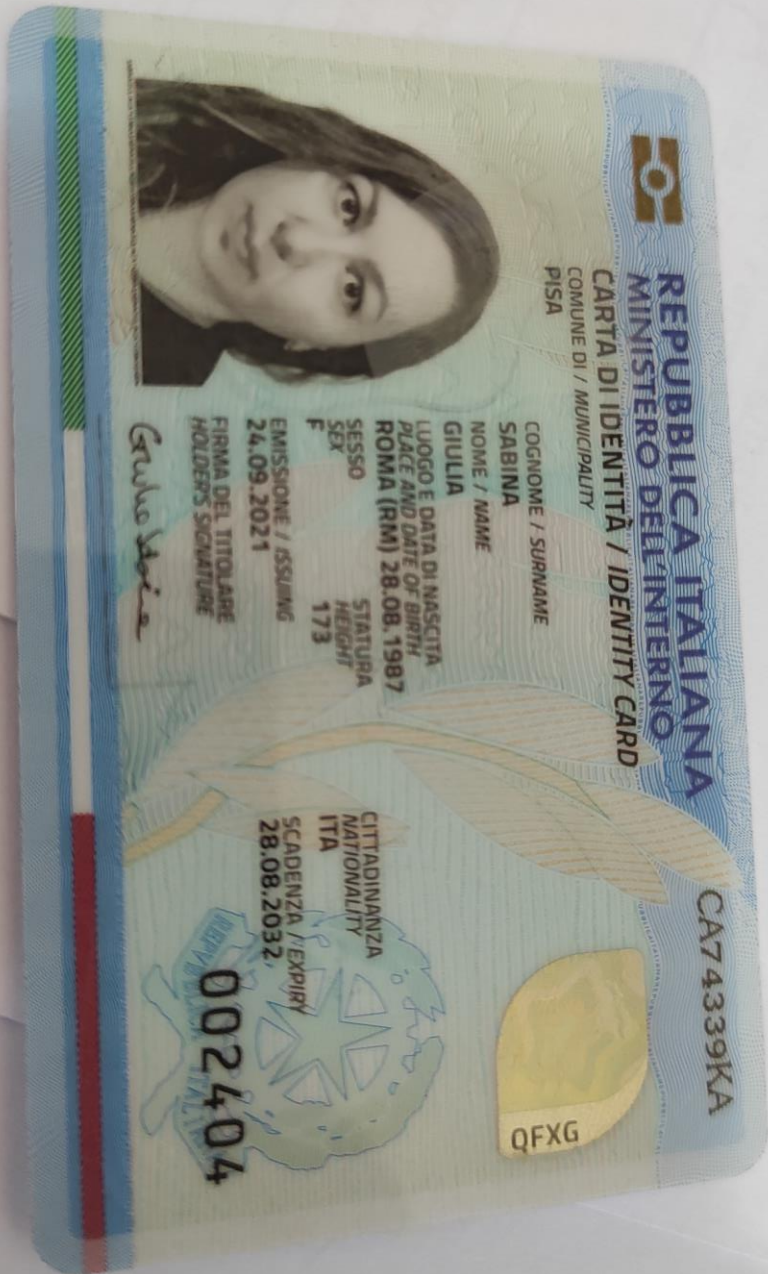 REPUBBLICA ITALIANA
MINISTERO DELL'INTERNO
CA74339KA
CARTA DI IDENTITÀ / IDENTITY CARD
COMUNE DI / MUNICIPALITY
PISA
COGNOME / SURNAME
SABINA
NOME / NAME
GIULIA
LUOGO E DATA DI NASCITA
PLACE AND DATE OF BIRTH
ROMA (RM) 28.08.1987
SESSO
SEX
F
STATURA
HEIGHT
173
CITTADINANZA
NATIONALITY
ITA
EMISSIONE / ISSUING
24.09.2021
SCADENZA / EXPIRY
28.08.2032
FIRMA DEL TITOLARE
HOLDER'S SIGNATURE
Giulia Sabina
002404
QFXG